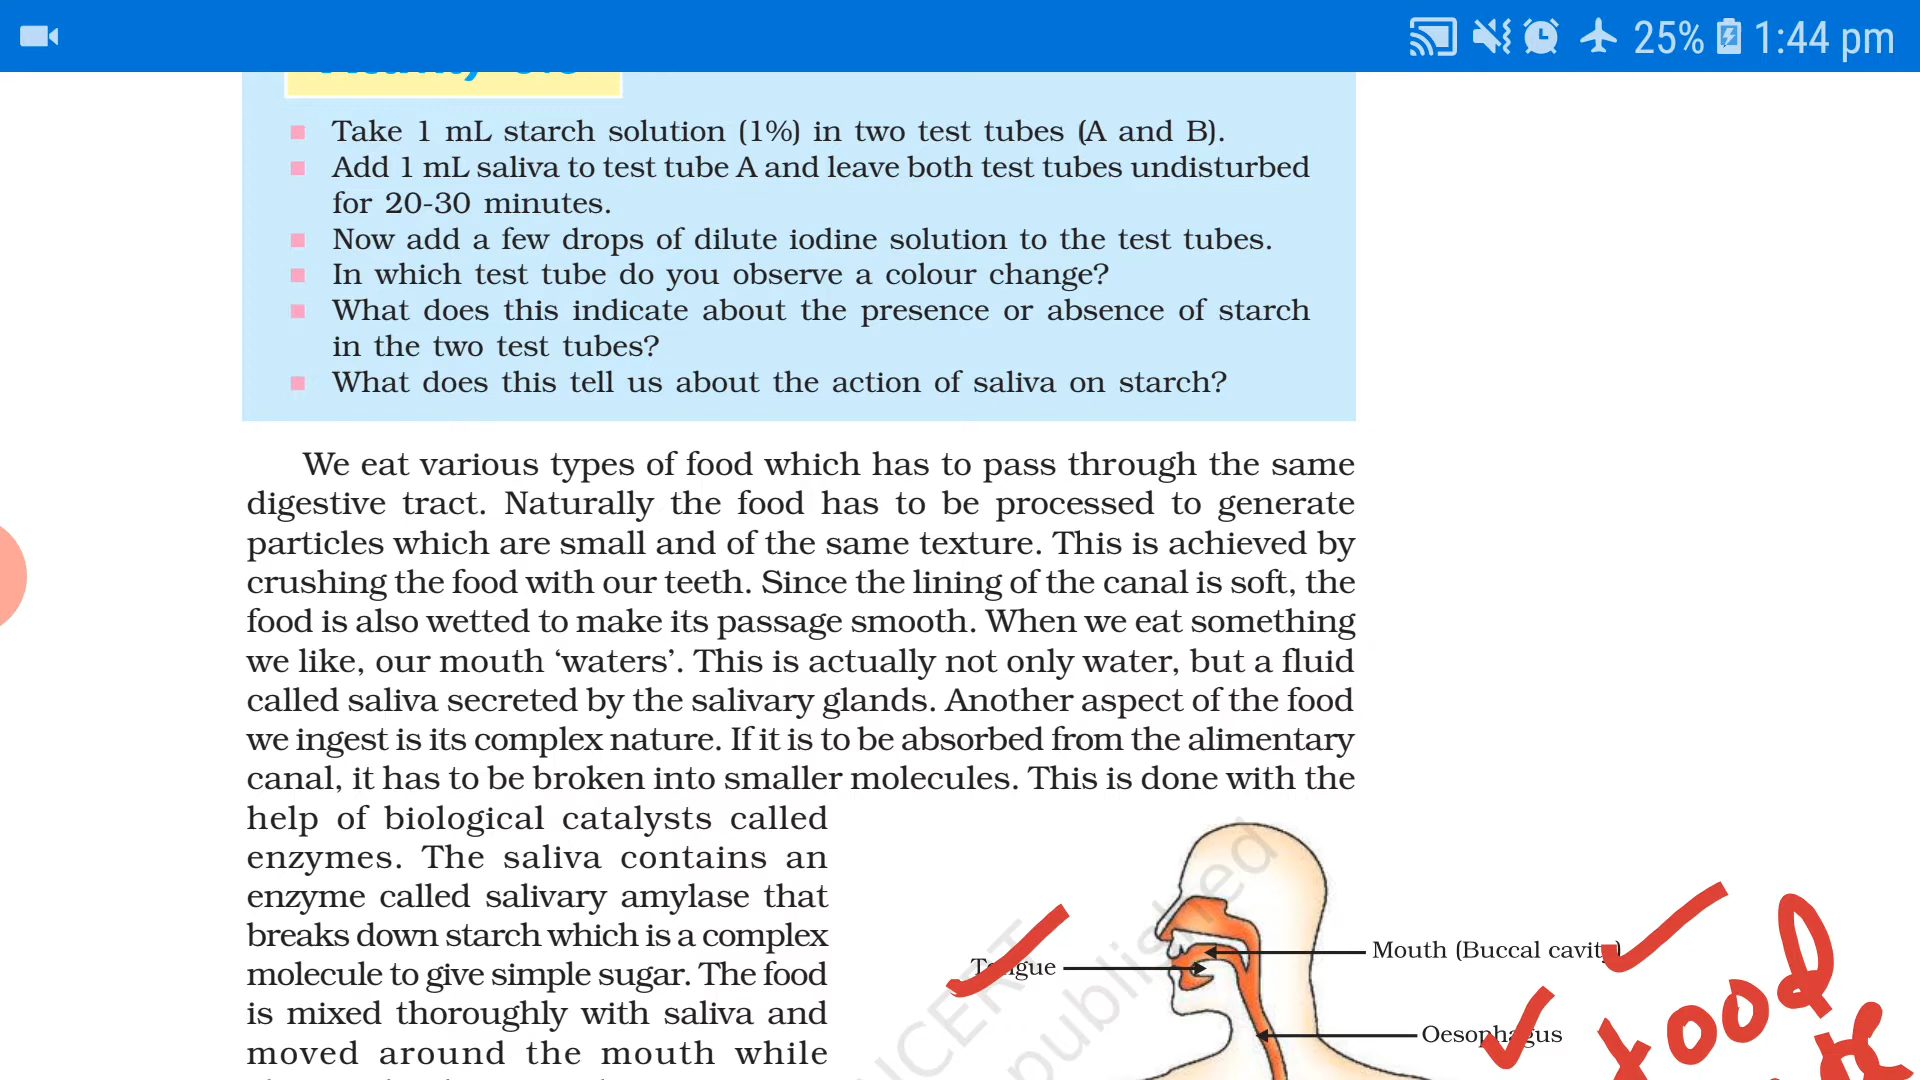 25% 1:44 pm
Take 1 mL starch solution (1%) in two test tubes (A and B).
Add 1 mL saliva to test tube A and leave both test tubes undisturbed
for 20-30 minutes.
Now add a few drops of dilute iodine solution to the test tubes.
In which test tube do you observe a colour change?
What does this indicate about the presence or absence of starch
in the two test tubes?
What does this tell us about the action of saliva on starch?
We eat various types of food which has to pass through the same
digestive tract. Naturally the food has to be processed to generate
particles which are small and of the same texture. This is achieved by
crushing the food with our teeth. Since the lining of the canal is soft, the
food is also wetted to make its passage smooth. When we eat something
we like, our mouth ‘waters’. This is actually not only water, but a fluid
called saliva secreted by the salivary glands. Another aspect of the food
we ingest is its complex nature. If it is to be absorbed from the alimentary
canal, it has to be broken into smaller molecules. This is done with the
help of biological catalysts called
enzymes. The saliva contains an
enzyme called salivary amylase that
breaks down starch which is a complex
molecule to give simple sugar. The food
is mixed thoroughly with saliva and
moved around the mouth while
Tongue
Mouth (Buccal cavity)
Oesophagus
food
NCERT
published